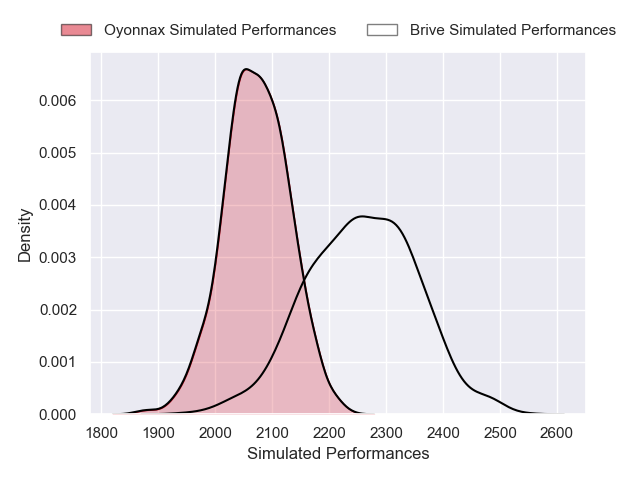 Oyonnax Simulated Performances Brive Simulated Performances
0.006
0.005
0.004
0.003
0.002
0.001
0.000
Density
1800 1900 2000 2100 2200 2300 2400 2500 2600
Simulated Performances